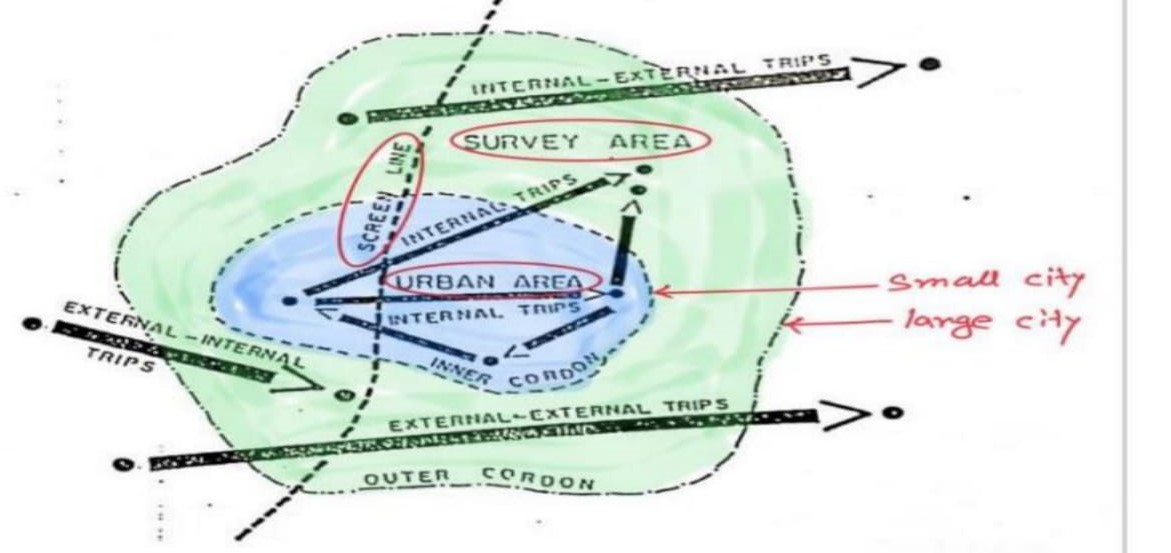 INTERNAL-EXTERNAL TRIPS
SURVEY AREA
SCREEN LINE
INTERNAL TRIPS
URBAN AREA
INTERNAL TRIPS
INNER CORDON
Small city
large city
EXTERNAL-INTERNAL
TRIPS
EXTERNAL-EXTERNAL TRIPS
OUTER CORDON